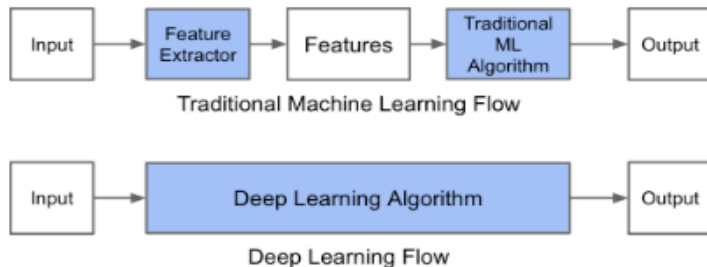 Input
Feature
Extractor
Features
Traditional
ML
Algorithm
Output
Traditional Machine Learning Flow
Input
Deep Learning Algorithm
Output
Deep Learning Flow